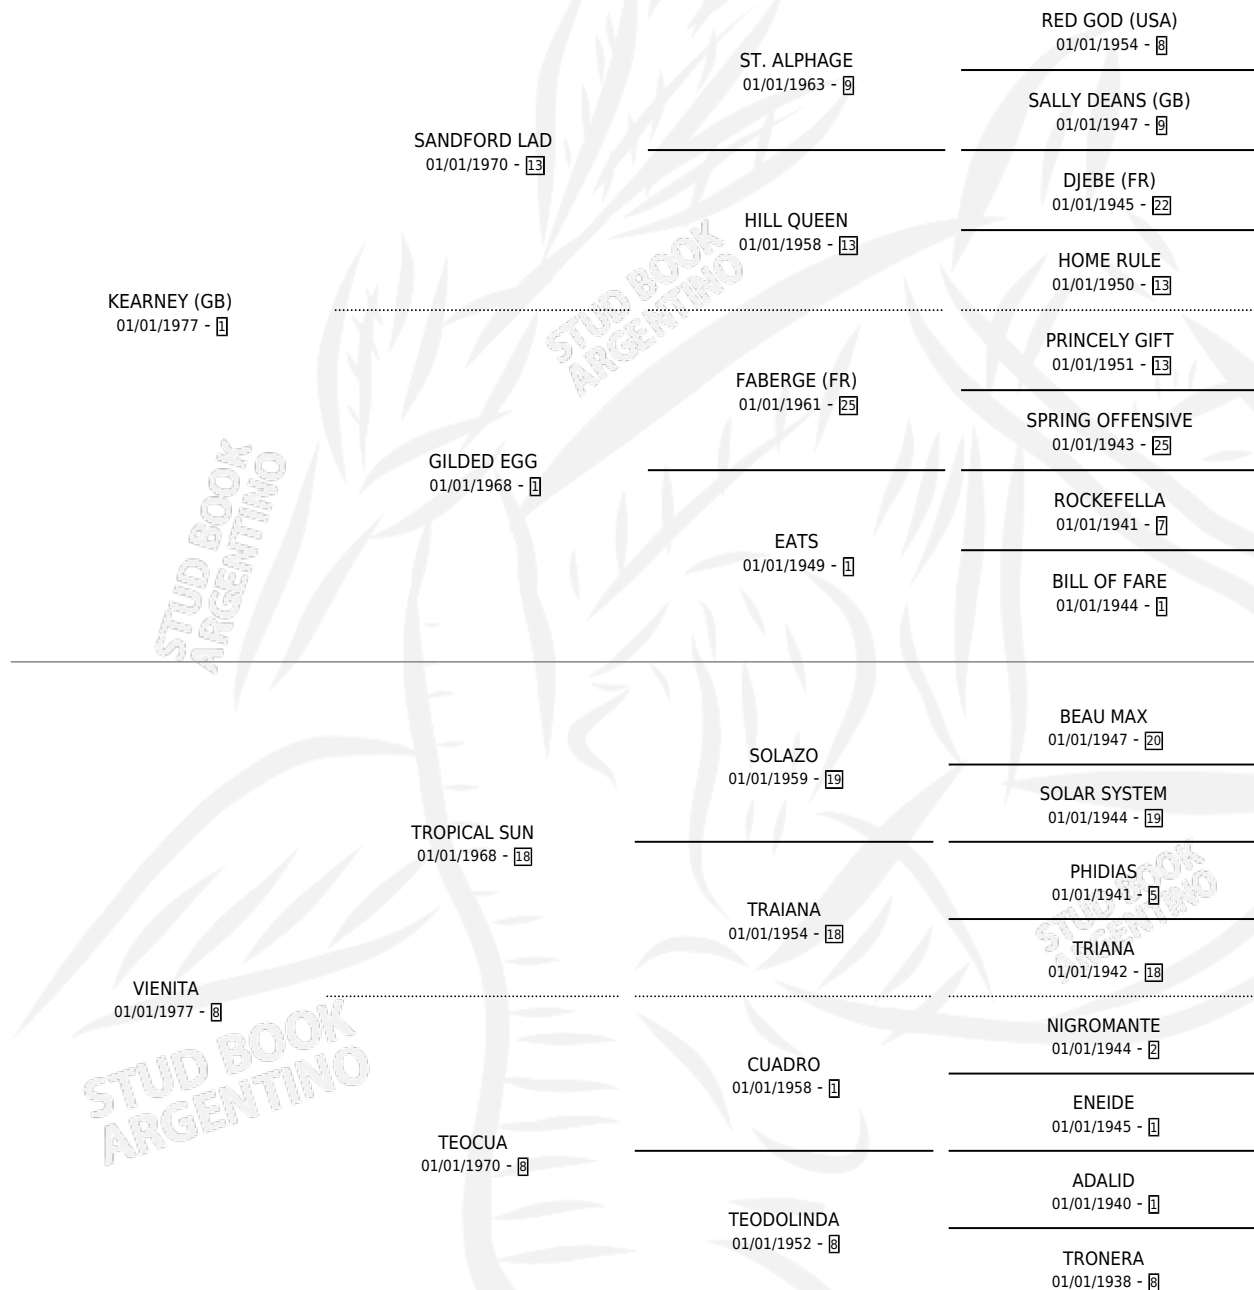 RED GOD (USA)
01/01/1954 - 8
ST. ALPHAGE
01/01/1963 - 9
SALLY DEANS (GB)
01/01/1947 - 9
SANDFORD LAD
01/01/1970 - 13
DJEBE (FR)
01/01/1945 - 22
HILL QUEEN
01/01/1958 - 13
HOME RULE
01/01/1950 - 13
KEARNEY (GB)
01/01/1977 - 1
STUD BOOK
ARGENTINO
PRINCELY GIFT
01/01/1951 - 13
FABERGE (FR)
01/01/1961 - 25
SPRING OFFENSIVE
01/01/1943 - 25
GILDED EGG
01/01/1968 - 1
ROCKEFELLA
01/01/1941 - 7
EATS
01/01/1949 - 1
BILL OF FARE
01/01/1944 - 1
STUD BOOK
ARGENTINO
BEAU MAX
01/01/1947 - 20
SOLAZO
01/01/1959 - 19
SOLAR SYSTEM
01/01/1944 - 19
TROPICAL SUN
01/01/1968 - 18
PHIDIAS
01/01/1941 - 5
TRAIANA
01/01/1954 - 18
STUD BOOK
ARGENTINO
TRIANA
01/01/1942 - 18
VIENITA
01/01/1977 - 8
NIGROMANTE
01/01/1944 - 2
CUADRO
01/01/1958 - 1
STUD BOOK
ARGENTINO
ENEIDE
01/01/1945 - 1
TEOCUA
01/01/1970 - 8
ADALID
01/01/1940 - 1
TEODOLINDA
01/01/1952 - 8
TRONERA
01/01/1938 - 8